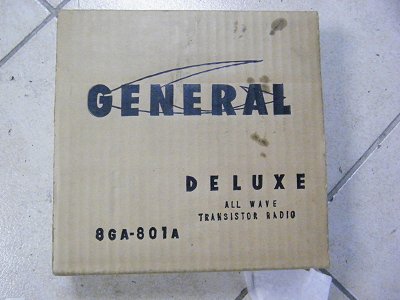 GENERAL
DELUXE
ALL WAVE
TRANSISTOR RADIO
8GA-801A